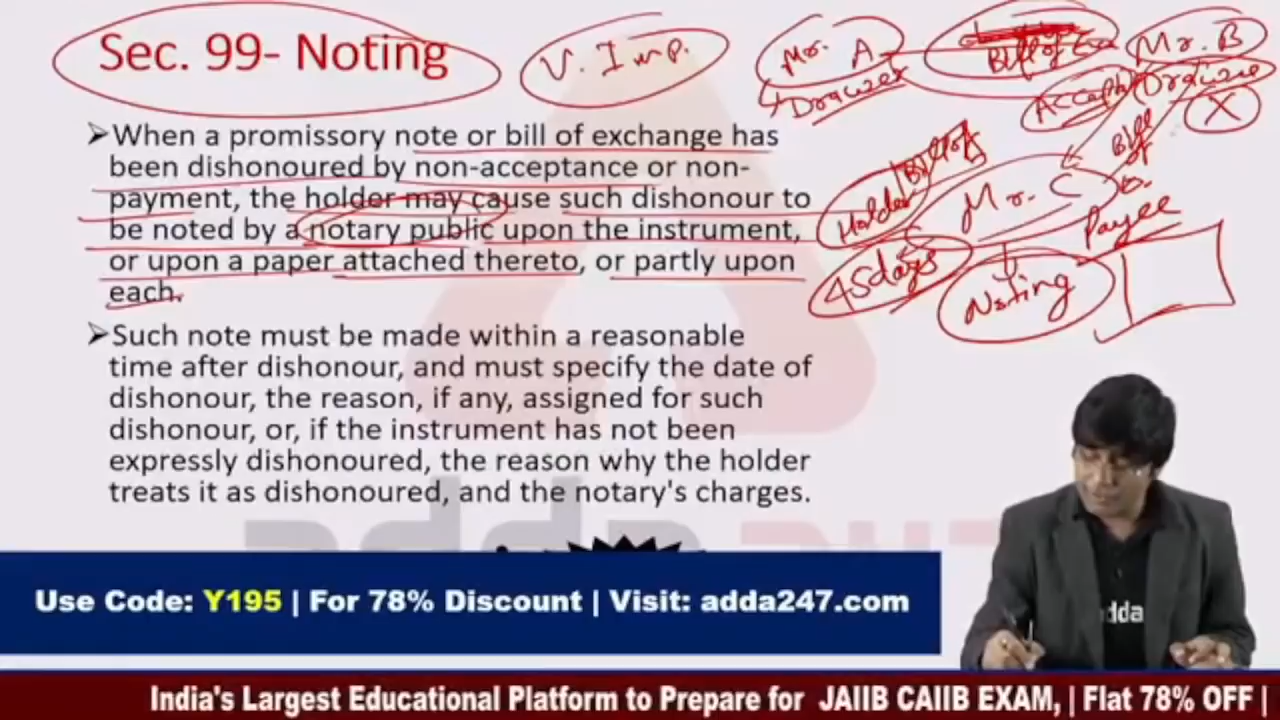 Sec. 99- Noting
V. Imp.
Mr. A
Drawer
Bill of Ex
Mr. B
Drawee
X
Holder
Bill of
Mr. C
Bill of
Payee
45days
Noting
➤When a promissory note or bill of exchange has
been dishonoured by non-acceptance or non-
payment, the holder may cause such dishonour to
be noted by a notary public upon the instrument,
or upon a paper attached thereto, or partly upon
each.
➤Such note must be made within a reasonable
time after dishonour, and must specify the date of
dishonour, the reason, if any, assigned for such
dishonour, or, if the instrument has not been
expressly dishonoured, the reason why the holder
treats it as dishonoured, and the notary's charges.
adda
Use Code: Y195 | For 78% Discount | Visit: adda247.com
India's Largest Educational Platform to Prepare for JAIIB CAIIB EXAM, | Flat 78% OFF |